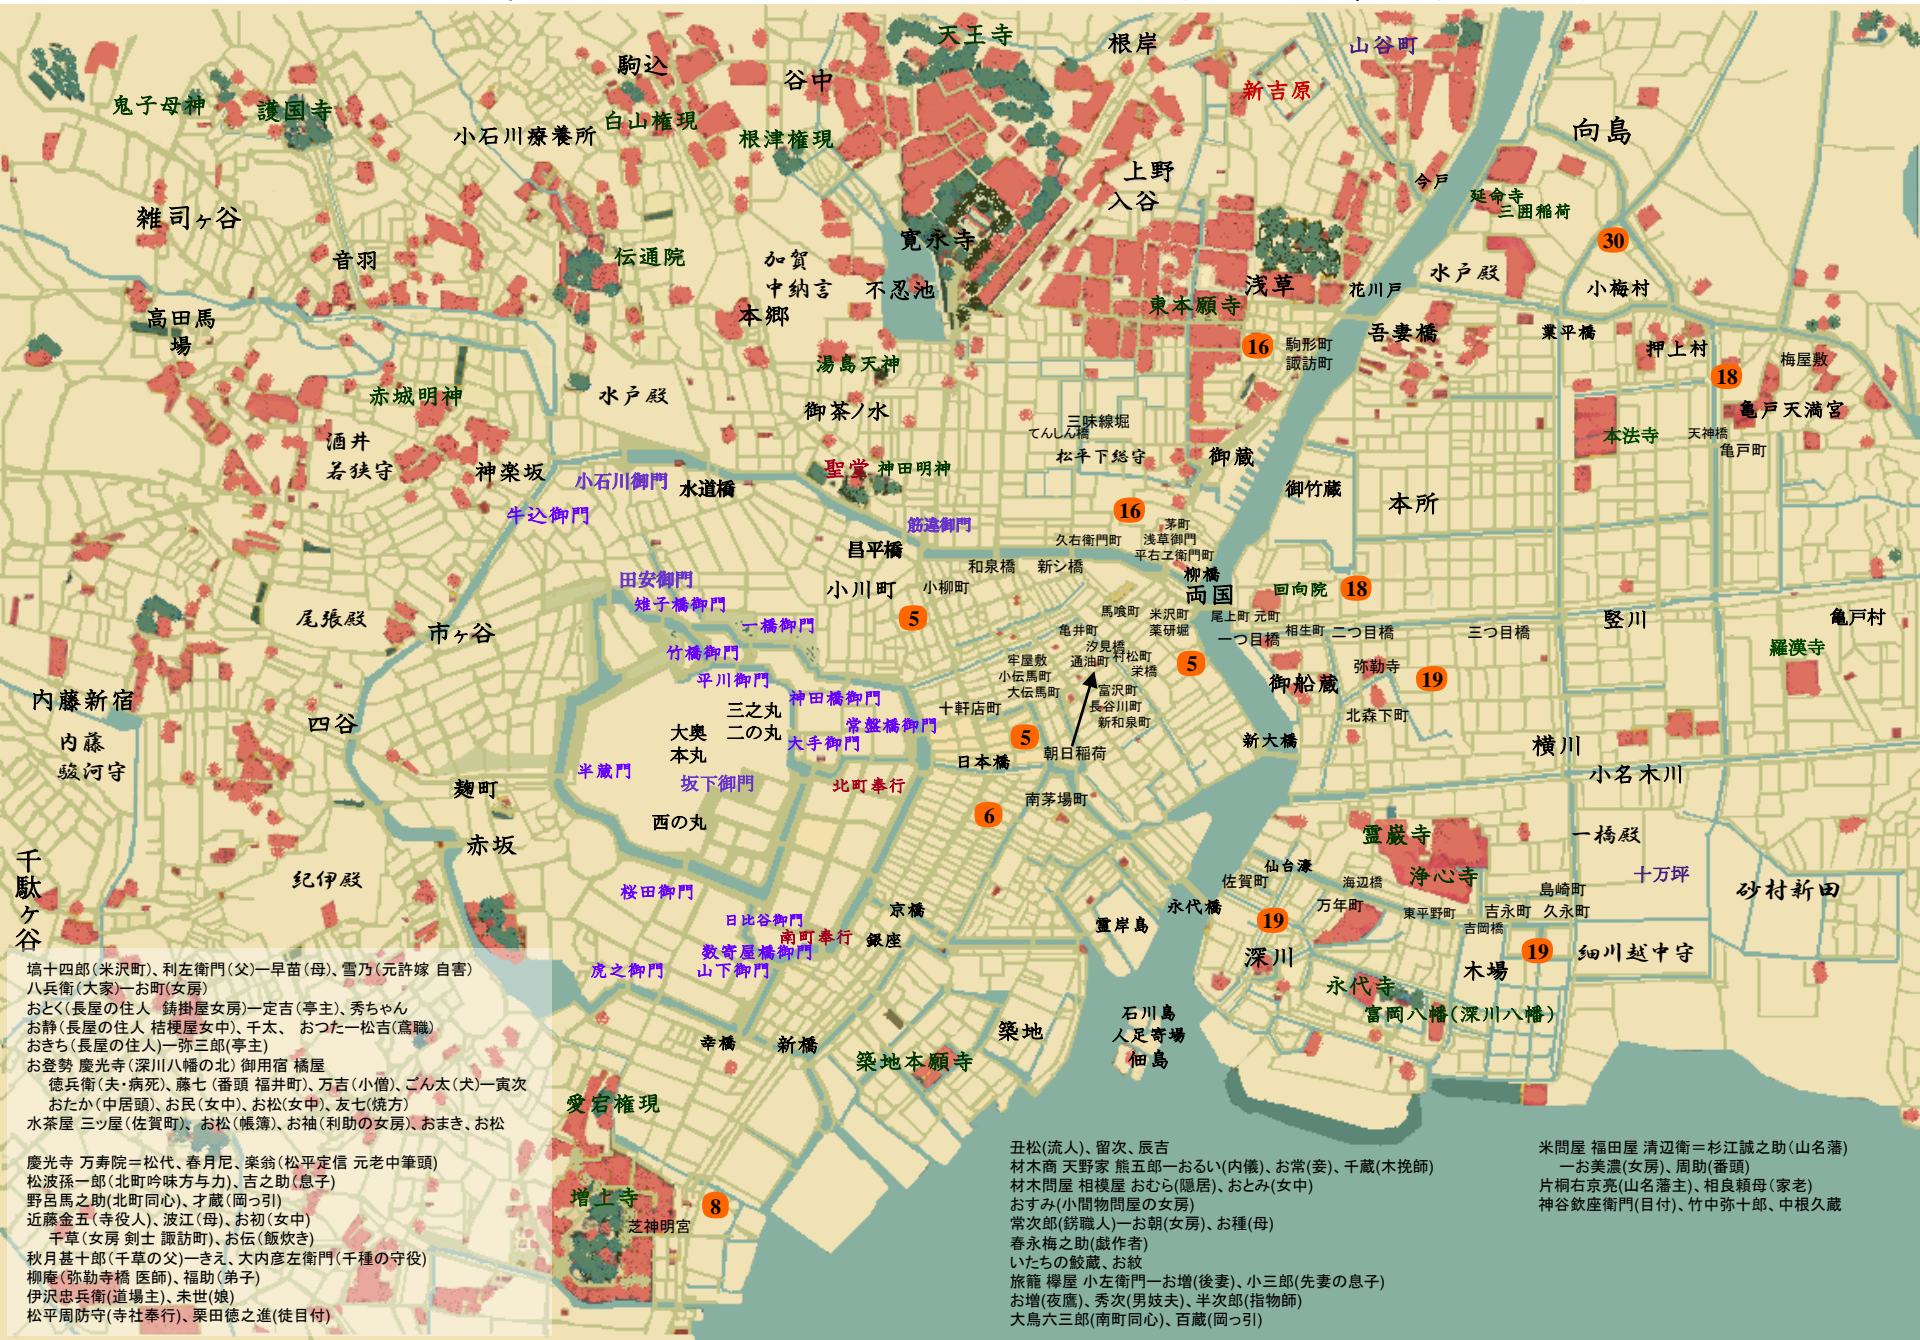 天王寺
根岸
山谷町
駒込
谷中
新吉原
鬼子母神
護国寺
小石川療養所
白山権現
根津権現
向島
上野
入谷
今戸
延命寺
三囲稲荷
雑司ヶ谷
音羽
伝通院
加賀
中納言
寛永寺
不忍池
本郷
浅草
東本願寺
花川戸
水戸殿
30
小梅村
高田馬
場
湯島天神
16
駒形町
諏訪町
吾妻橋
業平橋
押上村
18
梅屋敷
亀戸天満宮
赤城明神
水戸殿
御茶ノ水
三味線堀
てんしん橋
松平下総守
御蔵
本法寺
天神橋
亀戸町
酒井
若狭守
神楽坂
小石川御門
水道橋
聖堂
神田明神
御竹蔵
本所
牛込御門
筋違御門
昌平橋
16
茅町
久右衛門町
浅草御門
平右ヱ衛門町
柳橋
両国
田安御門
雉子橋御門
一橋御門
竹橋御門
平川御門
小川町
小柳町
和泉橋
新シ橋
5
回向院
18
馬喰町
米沢町
薬研堀
尾上町
元町
亀井町
汐見橋
村松町
通油町
栄橋
牢屋敷
小伝馬町
大伝馬町
一つ目橋
相生町
二つ目橋
三つ目橋
竪川
亀戸村
羅漢寺
尾張殿
市ヶ谷
5
富沢町
長谷川町
新和泉町
御船蔵
弥勒寺
19
北森下町
内藤新宿
内藤
駿河守
四谷
神田橋御門
三之丸
二の丸
大奥
本丸
常盤橋御門
大手御門
十軒店町
5
朝日稲荷
日本橋
新大橋
横川
小名木川
半蔵門
坂下御門
北町奉行
麹町
西の丸
南茅場町
6
赤坂
霊巌寺
一橋殿
千駄ヶ谷
紀伊殿
桜田御門
仙台濠
佐賀町
海辺橋
浄心寺
島崎町
十万坪
砂村新田
日比谷御門
南町奉行
京橋
銀座
霊岸島
永代橋
19
万年町
東平野町
吉永町
久永町
吉岡橋
19
細川越中守
数寄屋橋御門
虎之御門
山下御門
深川
木場
永代寺
富岡八幡(深川八幡)
幸橋
新橋
築地
築地本願寺
石川島
人足寄場
佃島
愛宕権現
増上寺
8
芝神明宮
塙十四郎(米沢町)、利左衛門(父)ー早苗(母)、雪乃(元許嫁 自害)
八兵衛(大家)ーお町(女房)
おとく(長屋の住人 鋳掛屋女房)ー定吉(亭主)、秀ちゃん
お静(長屋の住人 桔梗屋女中)、千太、 おつたー松吉(鳶職)
おきち(長屋の住人)ー弥三郎(亭主)
お登勢 慶光寺(深川八幡の北) 御用宿 橘屋
徳兵衛(夫・病死)、藤七(番頭 福井町)、万吉(小僧)、ごん太(犬)ー寅次
おたか(中居頭)、お民(女中)、お松(女中)、友七(焼方)
水茶屋 三ッ屋(佐賀町)、 お松(帳簿)、お袖(利助の女房)、おまき、お松
慶光寺 万寿院＝松代、春月尼、楽翁(松平定信 元老中筆頭)
松波孫一郎(北町吟味方与力)、吉之助(息子)
野呂馬之助(北町同心)、才蔵(岡っ引)
近藤金五(寺役人)、波江(母)、お初(女中)
千草(女房 剣士 諏訪町)、お伝(飯炊き)
秋月甚十郎(千草の父)ーきえ、大内彦左衛門(千種の守役)
柳庵(弥勒寺橋 医師)、福助(弟子)
伊沢忠兵衛(道場主)、未世(娘)
松平周防守(寺社奉行)、栗田徳之進(徒目付)
丑松(流人)、留次、辰吉
材木商 天野家 熊五郎ーおるい(内儀)、お常(妾)、千蔵(木挽師)
材木問屋 相模屋 おむら(隠居)、おとみ(女中)
おすみ(小間物問屋の女房)
常次郎(錺職人)ーお朝(女房)、お種(母)
春永梅之助(戯作者)
いたちの鮫蔵、お紋
旅籠 欅屋 小左衛門ーお増(後妻)、小三郎(先妻の息子)
お増(夜鷹)、秀次(男妓夫)、半次郎(指物師)
大鳥六三郎(南町同心)、百蔵(岡っ引)
米問屋 福田屋 清辺衛＝杉江誠之助(山名藩)
ーお美濃(女房)、周助(番頭)
片桐右京亮(山名藩主)、相良頼母(家老)
神谷欽座衛門(目付)、竹中弥十郎、中根久蔵